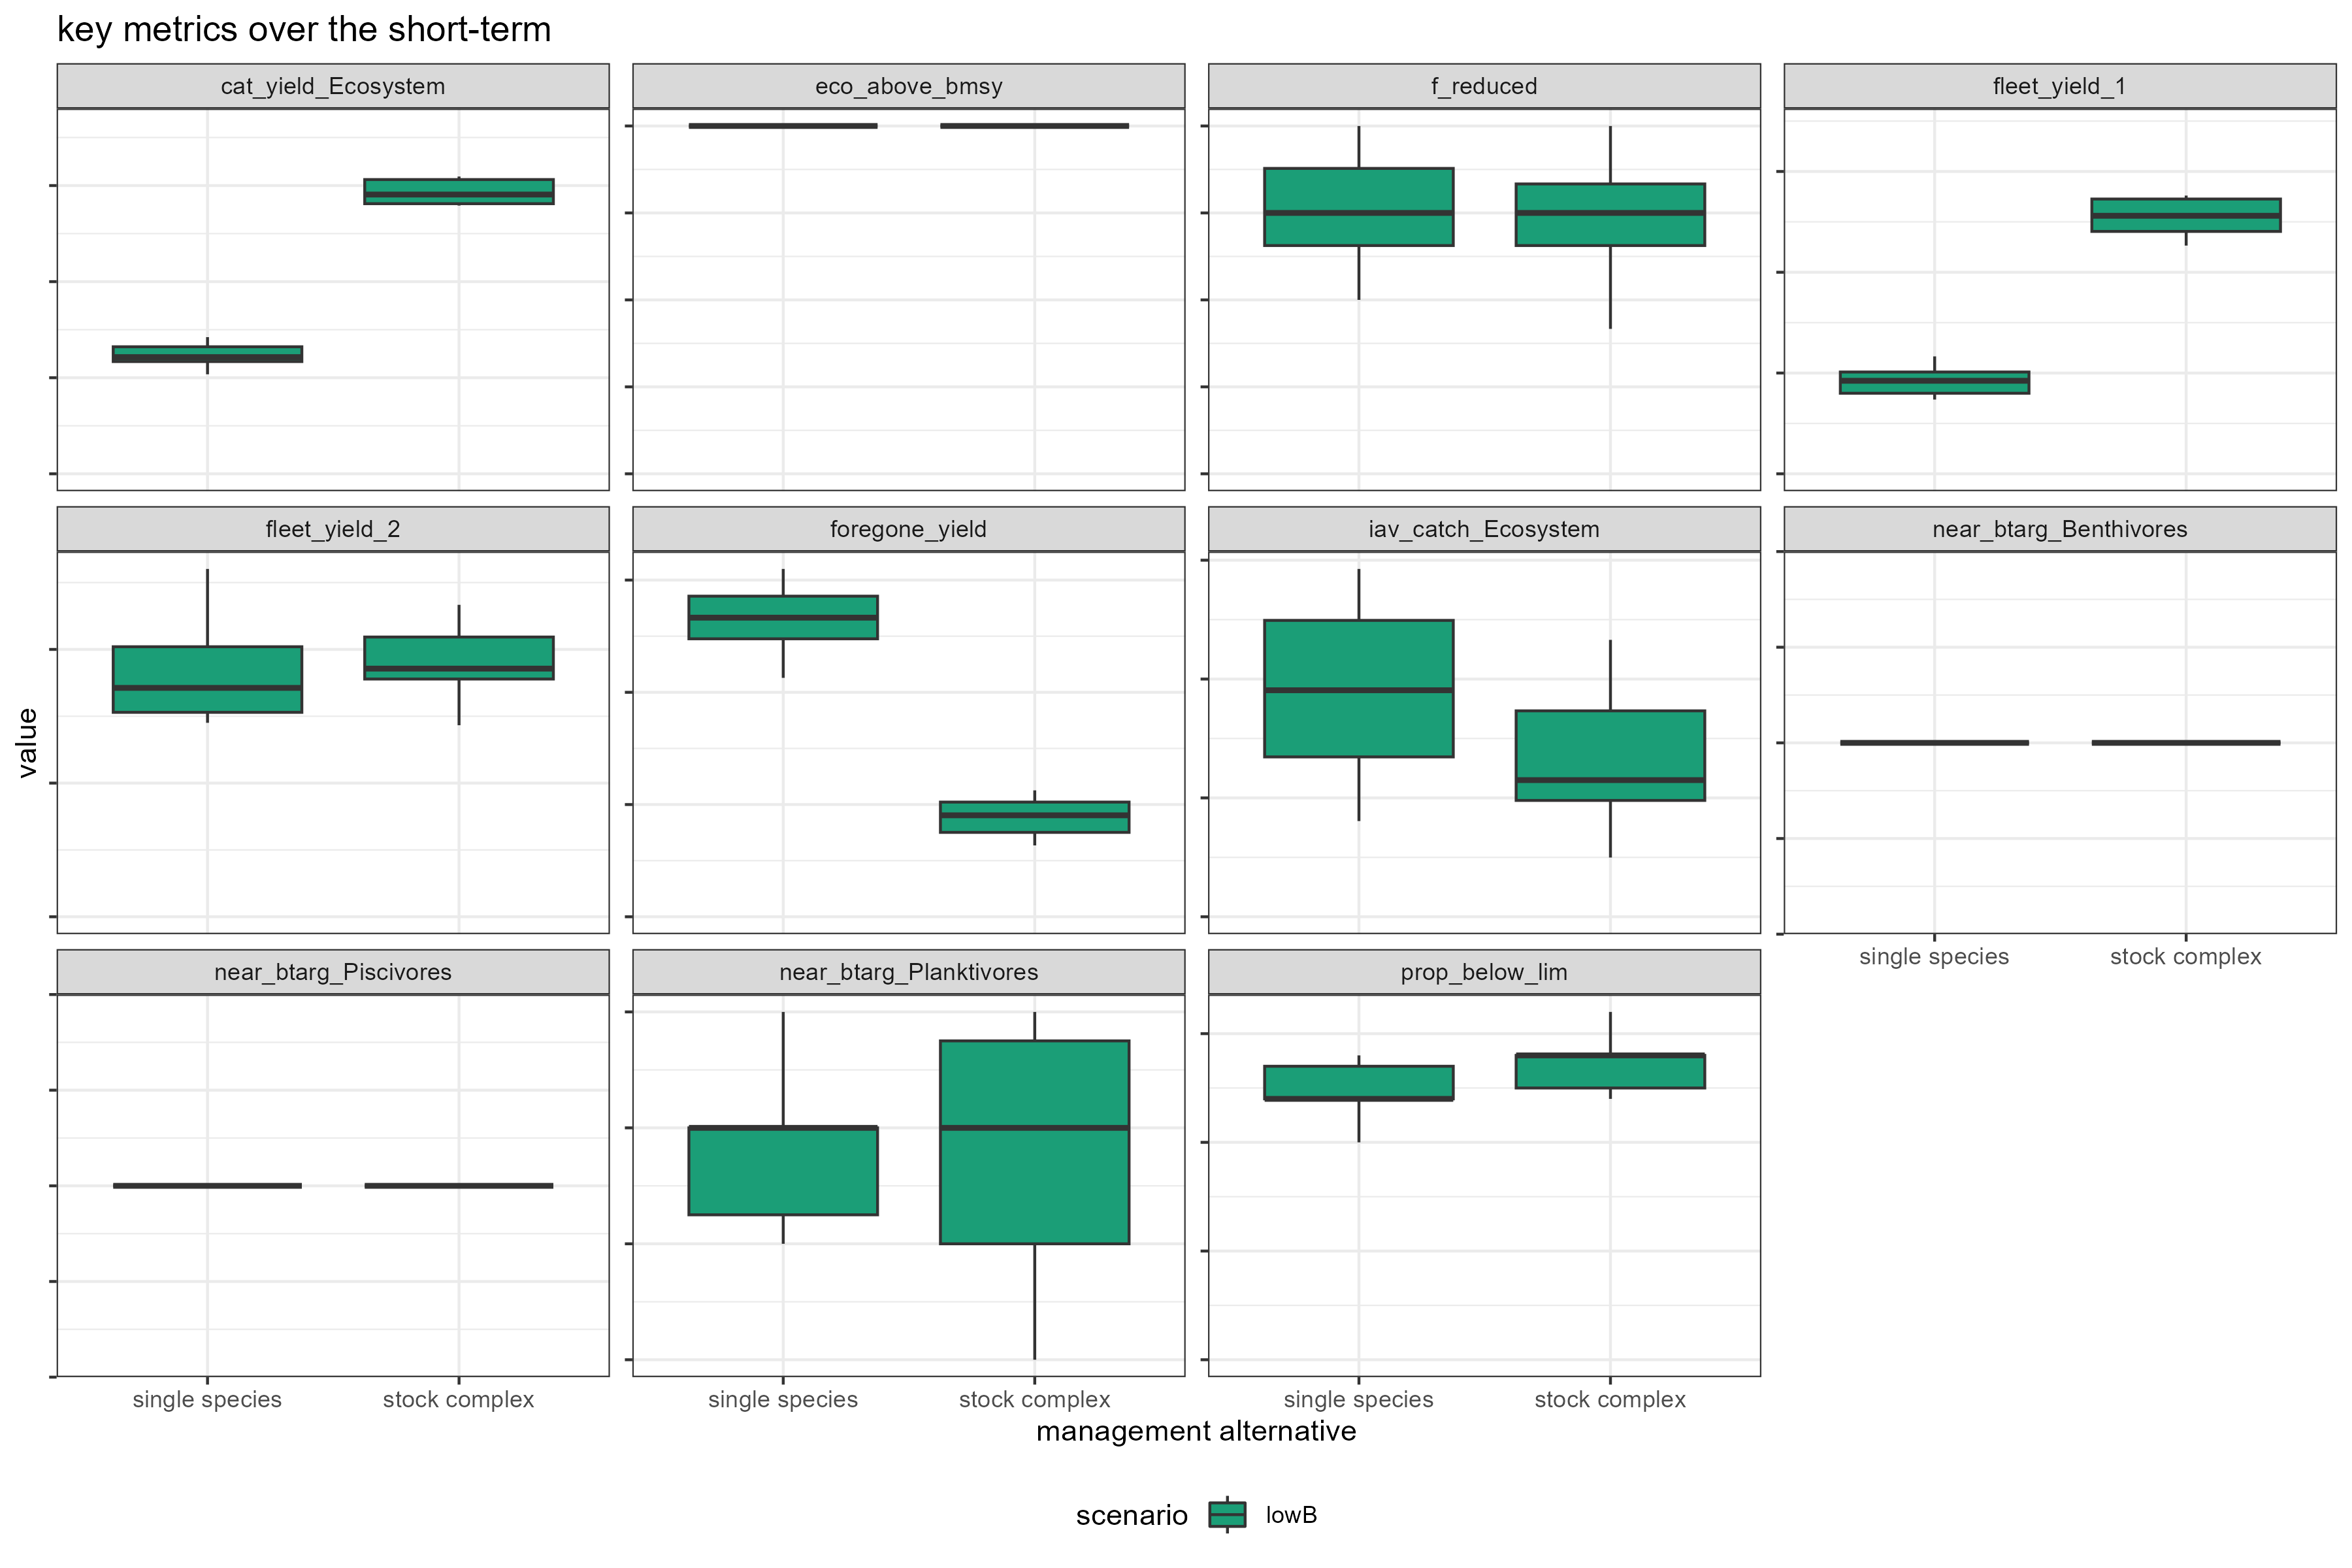 key metrics over the short-term
cat_yield_Ecosystem
eco_above_bmsy
f_reduced
fleet_yield_1
fleet_yield_2
foregone_yield
iav_catch_Ecosystem
near_btarg_Benthivores
value
single species
stock complex
near_btarg_Piscivores
near_btarg_Planktivores
prop_below_lim
single species
stock complex
single species
stock complex
single species
stock complex
management alternative
scenario
lowB